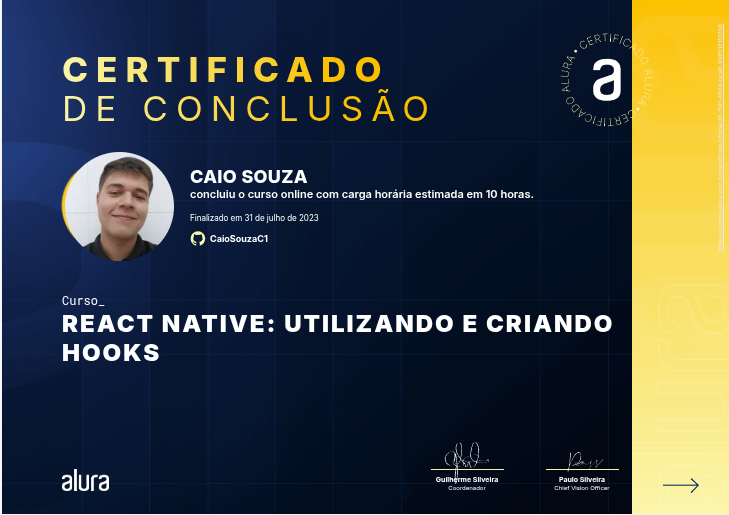 CERTIFICADO
DE CONCLUSÃO
CERTIFICADO ALURA • CERTIFICADO ALURA •
a
CAIO SOUZA
concluiu o curso online com carga horária estimada em 10 horas.
Finalizado em 31 de julho de 2023
CaioSouzaC1
Curso_
REACT NATIVE: UTILIZANDO E CRIANDO
HOOKS
alura
Guilherme Silveira
Coordenador
Paulo Silveira
Chief Vision Officer